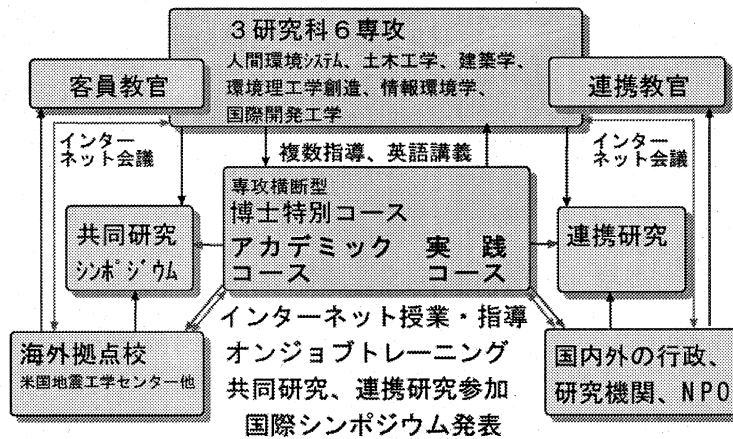 3研究科6専攻
人間環境システム、土木工学、建築学、
環境理工学創造、情報環境学、
国際開発工学
客員教官
連携教官
インター
ネット会議
複数指導、英語講義
インター
ネット会議
専攻横断型
博士特別コース
アカデミック
コース
実 践
コース
共同研究
シンポジウム
連携研究
インターネット授業・指導
オンジョブトレーニング
共同研究、連携研究参加
国際シンポジウム発表
海外拠点校
米国地震工学センター他
国内外の行政、
研究機関、NPO